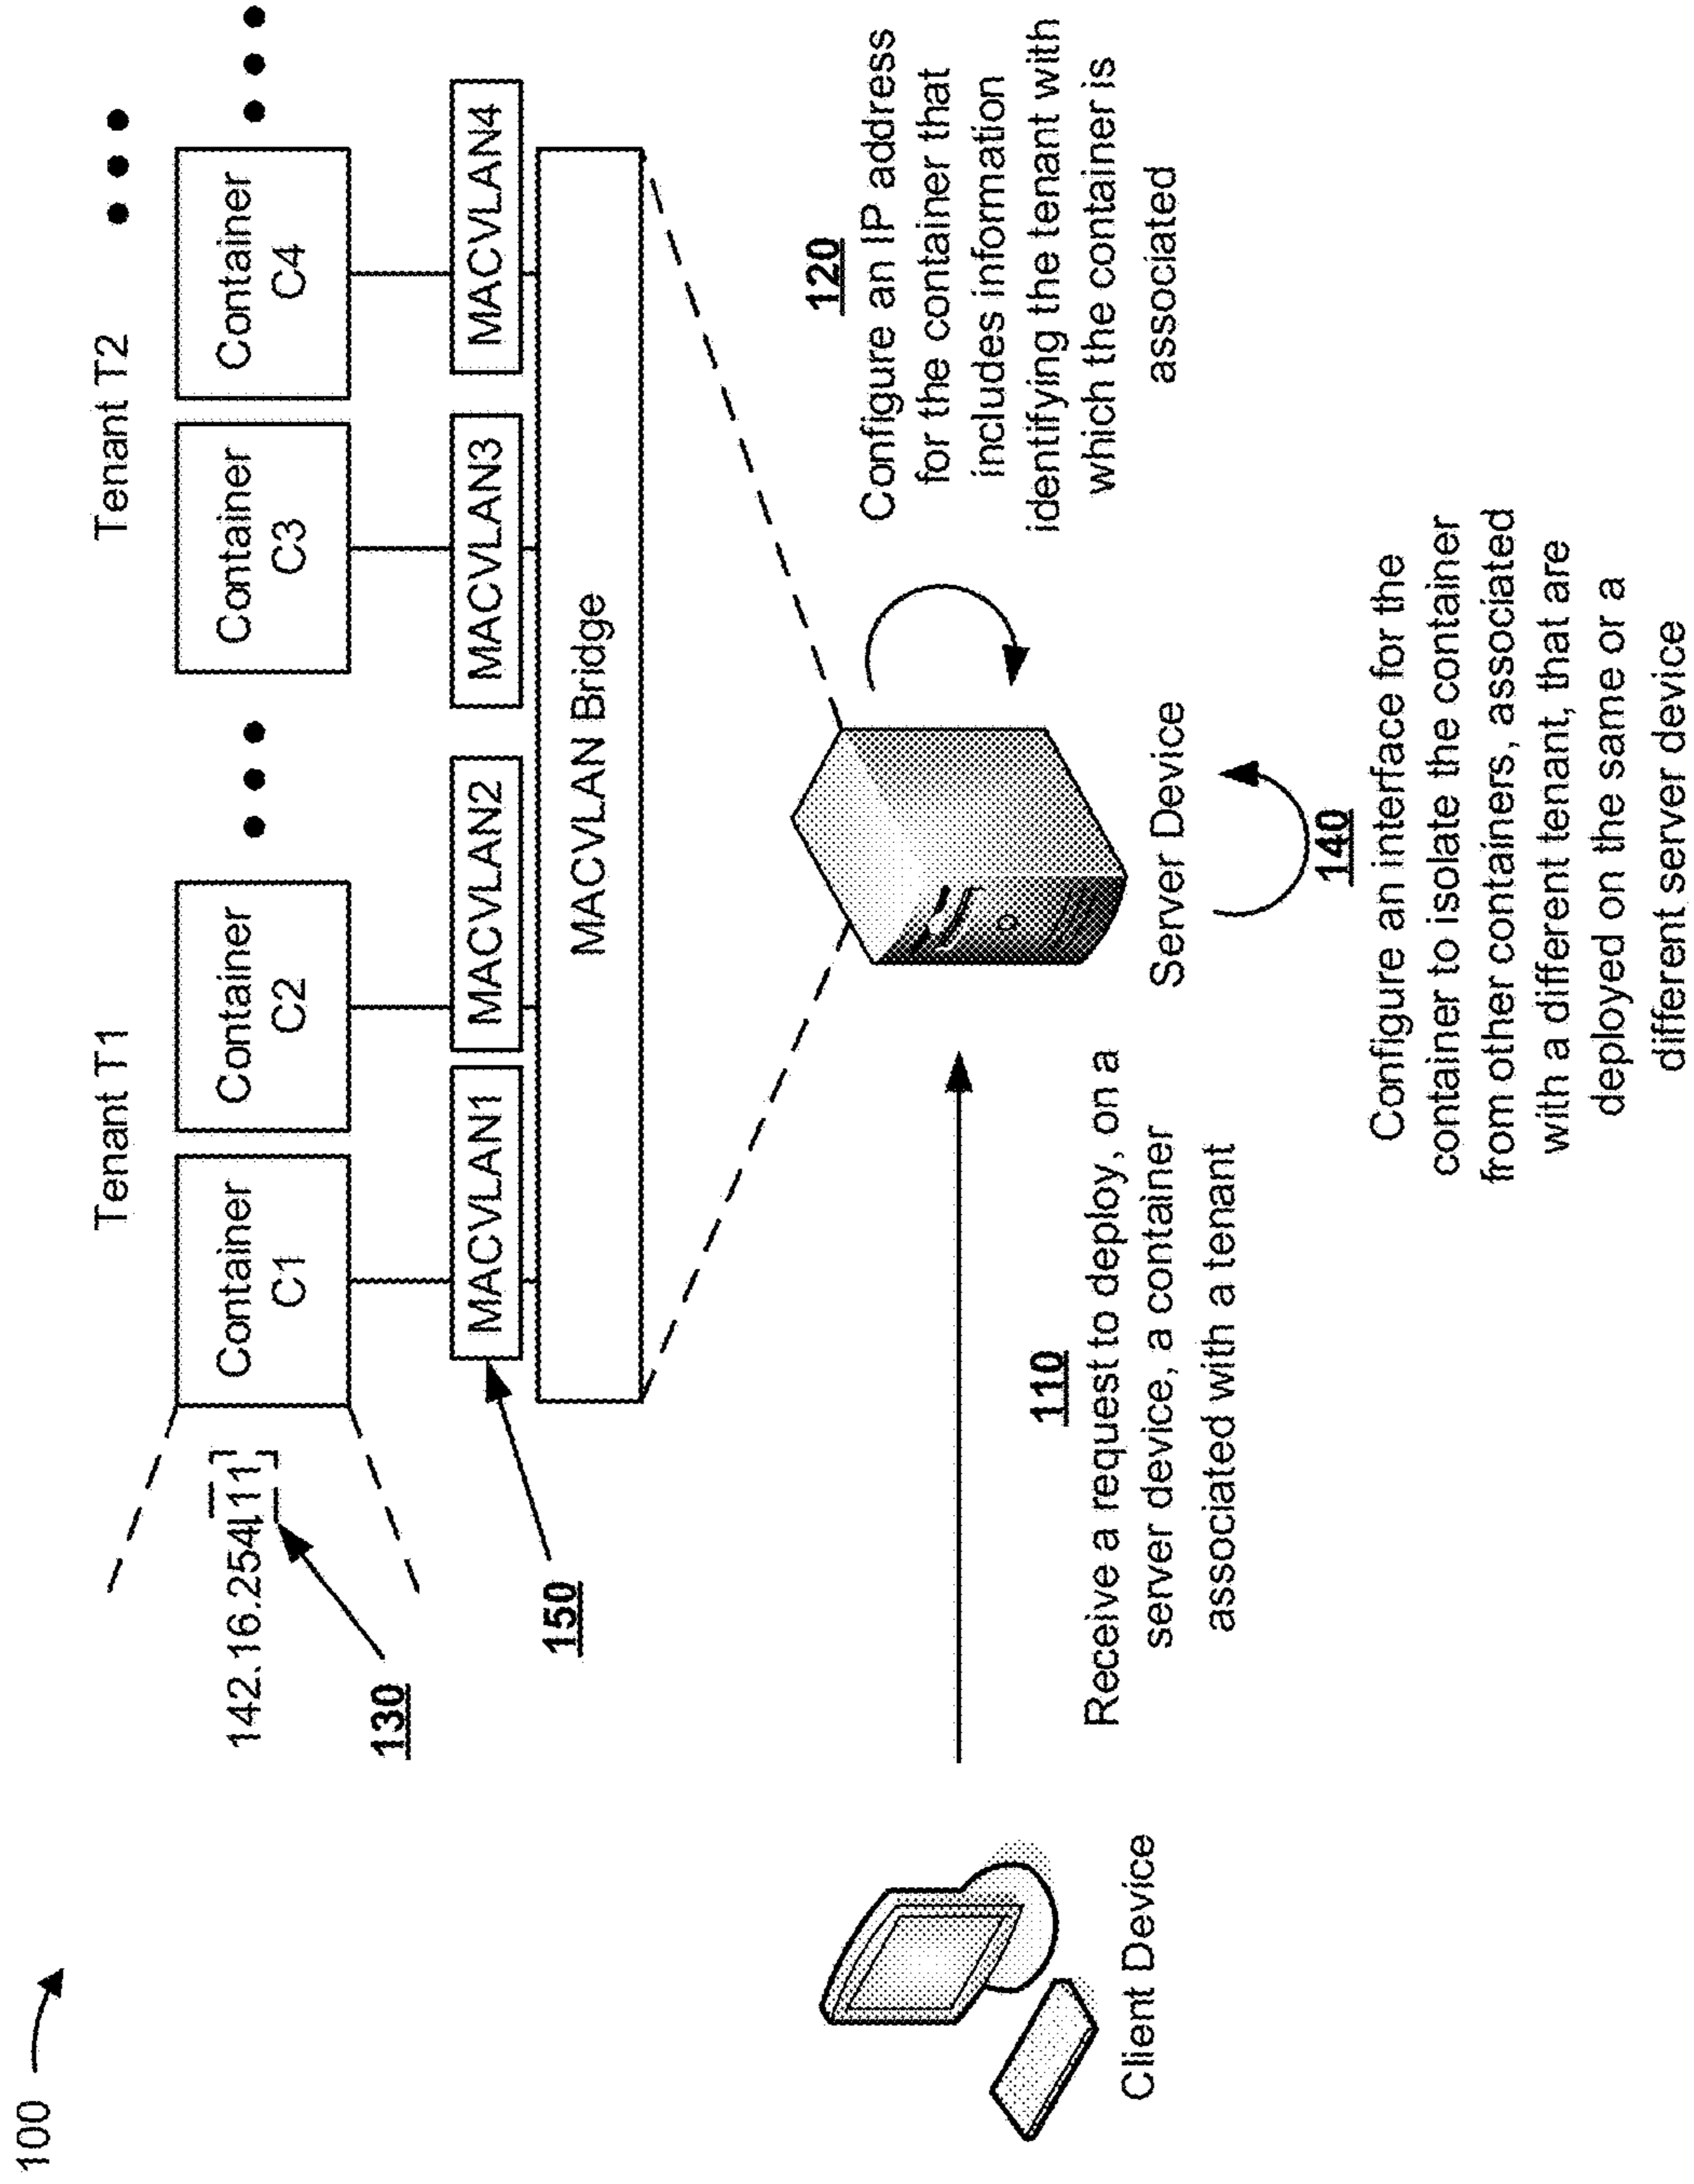 100
Tenant T1
Tenant T2
142.16.254.11
Container
C1
Container
C2
Container
C3
Container
C4
130
MACVLAN1
MACVLAN2
MACVLAN3
MACVLAN4
150
MACVLAN Bridge
120
Configure an IP address
for the container that
includes information
identifying the tenant with
which the container is
associated
110
Receive a request to deploy, on a
server device, a container
associated with a tenant
Client Device
Server Device
140
Configure an interface for the
container to isolate the container
from other containers, associated
with a different tenant, that are
deployed on the same or a
different server device